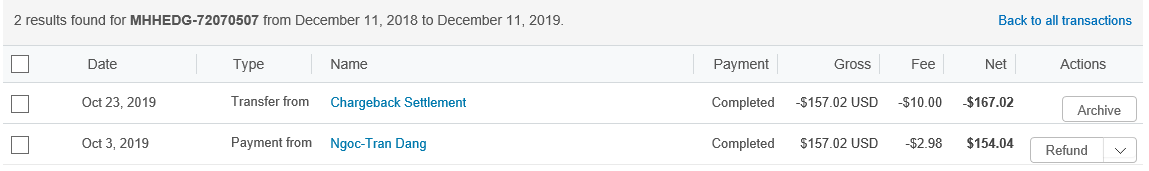 2 results found for MHHEDG-72070507 from December 11, 2018 to December 11, 2019. Back to all transactions
Date Type Name Payment Gross Fee Net Actions
Oct 23, 2019 Transfer from Chargeback Settlement Completed -$157.02 USD -$10.00 -$167.02 Archive
Oct 3, 2019 Payment from Ngoc-Tran Dang Completed $157.02 USD -$2.98 $154.04 Refund